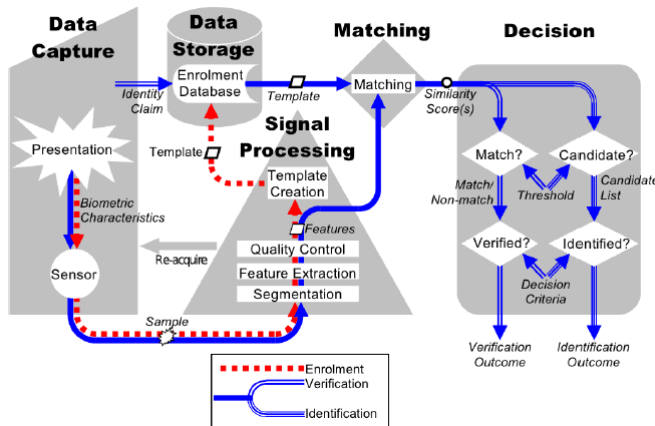 Data
Capture
Data
Storage
Matching
Decision
Identity
Claim
Enrolment
Database
Template
Matching
Similarity
Score(s)
Presentation
Template
Signal
Processing
Template
Creation
Match?
Candidate?
Biometric
Characteristics
Match/
Non-match
Threshold
Candidate
List
Features
Re-acquire
Quality Control
Verified?
Identified?
Sensor
Feature Extraction
Segmentation
Decision
Criteria
Sample
Verification
Outcome
Identification
Outcome
Enrolment
Verification
Identification